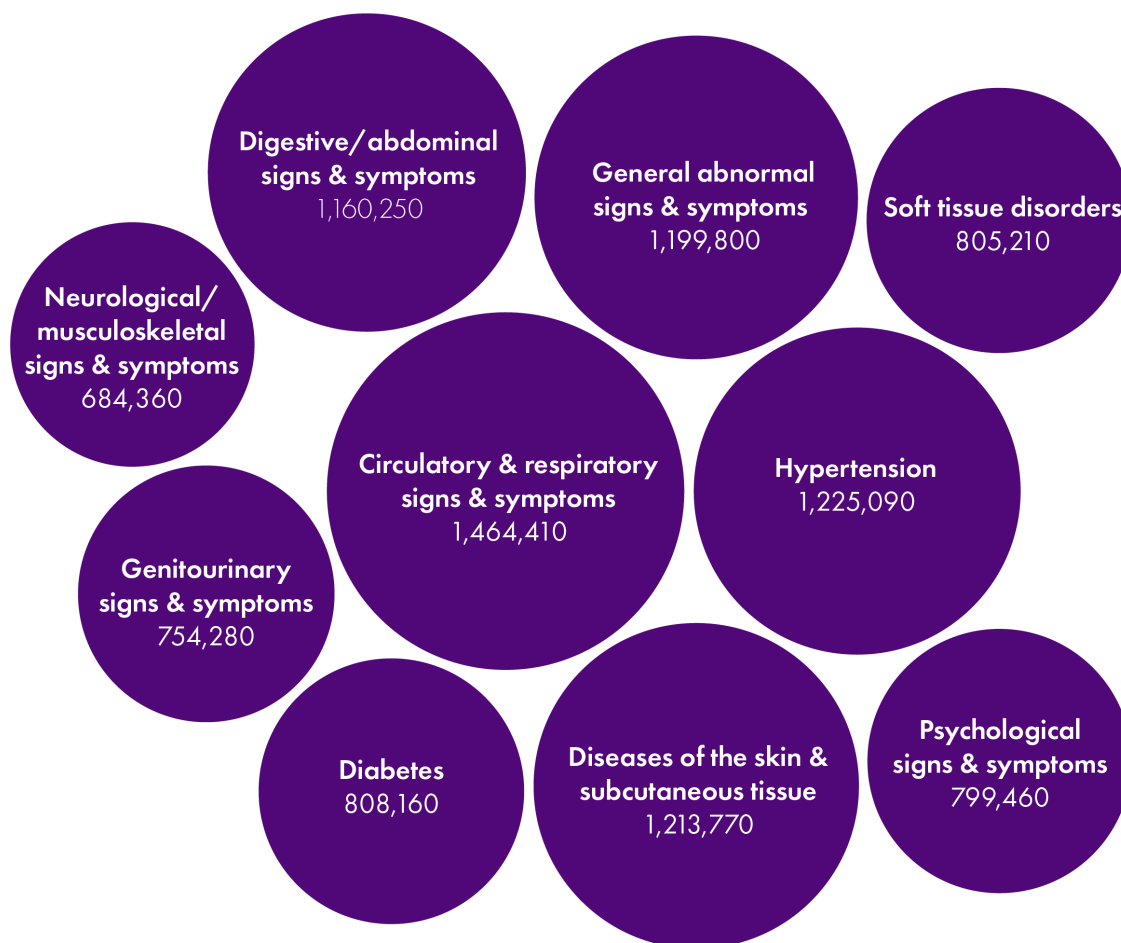 Digestive/abdominal
signs & symptoms
1,160,250
General abnormal
signs & symptoms
1,199,800
Soft tissue disorders
805,210
Neurological/
musculoskeletal
signs & symptoms
684,360
Circulatory & respiratory
signs & symptoms
1,464,410
Hypertension
1,225,090
Genitourinary
signs & symptoms
754,280
Diabetes
808,160
Diseases of the skin &
subcutaneous tissue
1,213,770
Psychological
signs & symptoms
799,460